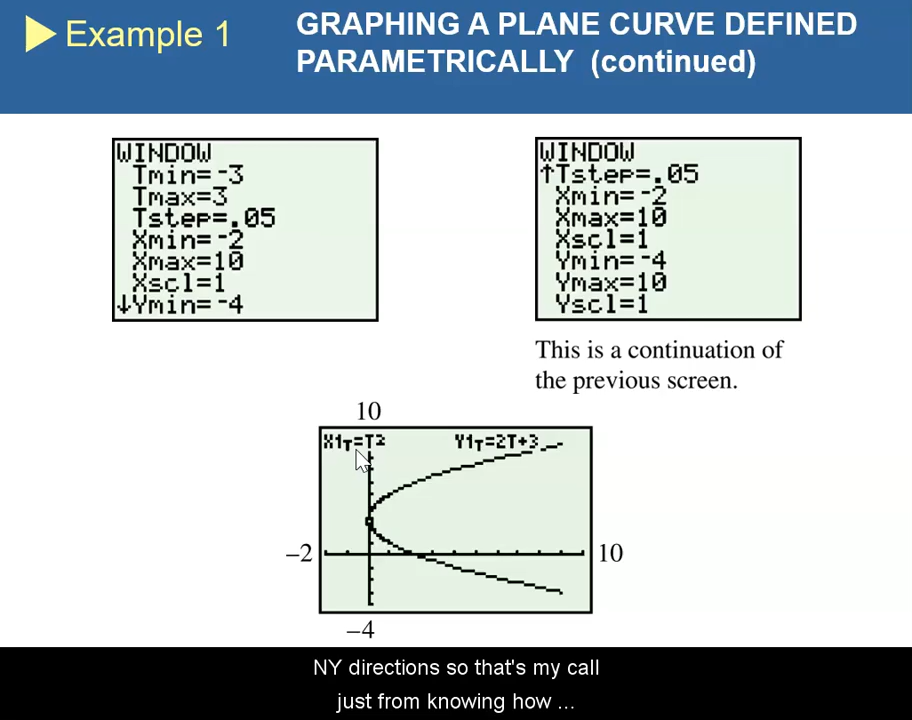 Example 1
GRAPHING A PLANE CURVE DEFINED
PARAMETRICALLY (continued)
WINDOW
Tmin=-3
Tmax=3
Tstep=.05
Xmin=-2
Xmax=10
Xscl=1
↓Ymin=-4
WINDOW
↑Tstep=.05
Xmin=-2
Xmax=10
Xscl=1
Ymin=-4
Ymax=10
Yscl=1
This is a continuation of
the previous screen.
10
X1T=T² Y1T=2T+3
–2 10
–4
NY directions so that's my call
just from knowing how ...